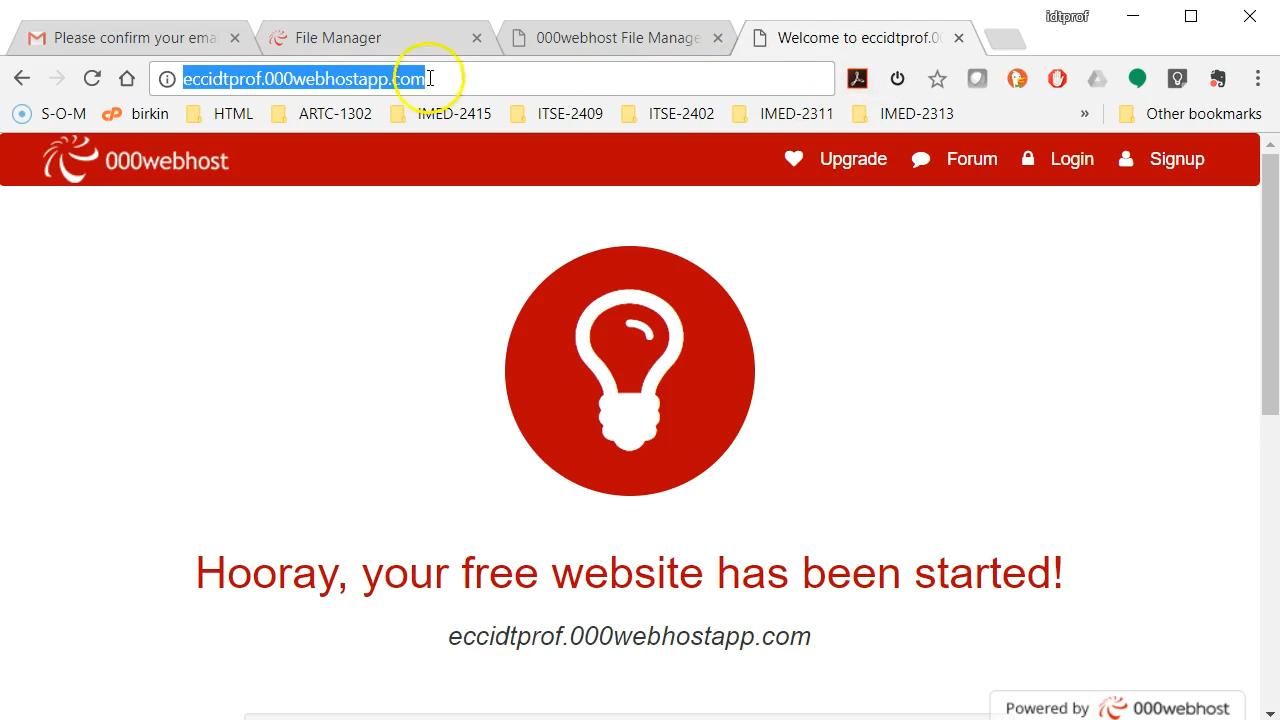 idtprof
Please confirm your ema
File Manager
000webhost File Manage
Welcome to eccidtprof.00
eccidtprof.000webhostapp.com
S-O-M
birkin
HTML
ARTC-1302
IMED-2415
ITSE-2409
ITSE-2402
IMED-2311
IMED-2313
»
Other bookmarks
000webhost
Upgrade
Forum
Login
Signup
Hooray, your free website has been started!
eccidtprof.000webhostapp.com
Powered by 000webhost